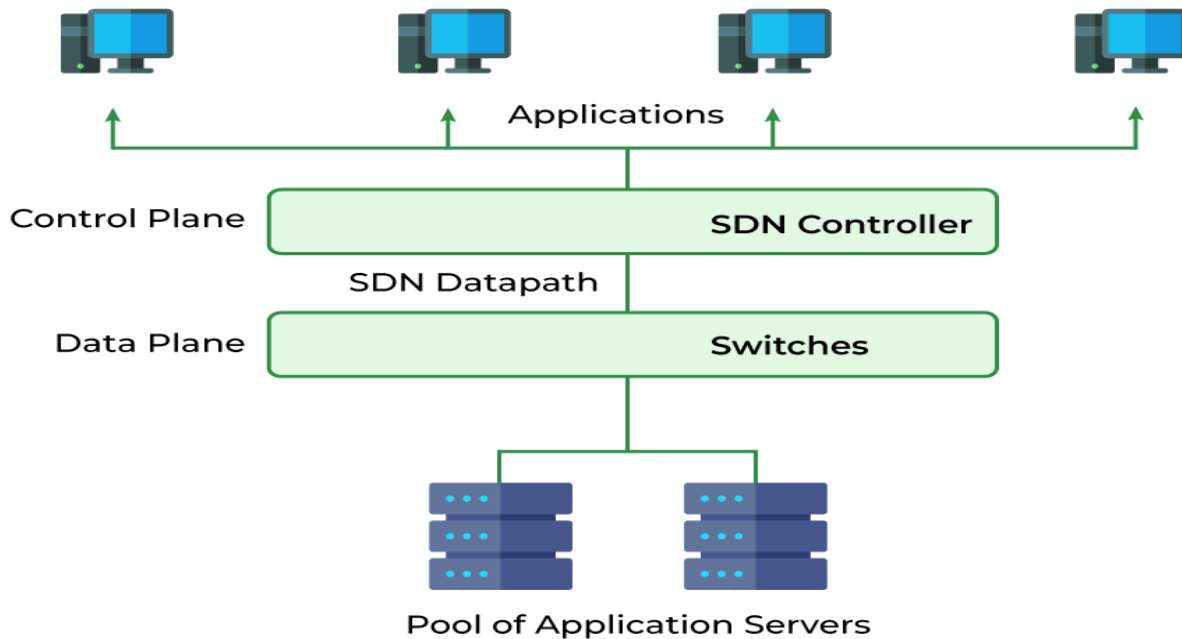 Applications
Control Plane
SDN Controller
SDN Datapath
Data Plane
Switches
Pool of Application Servers